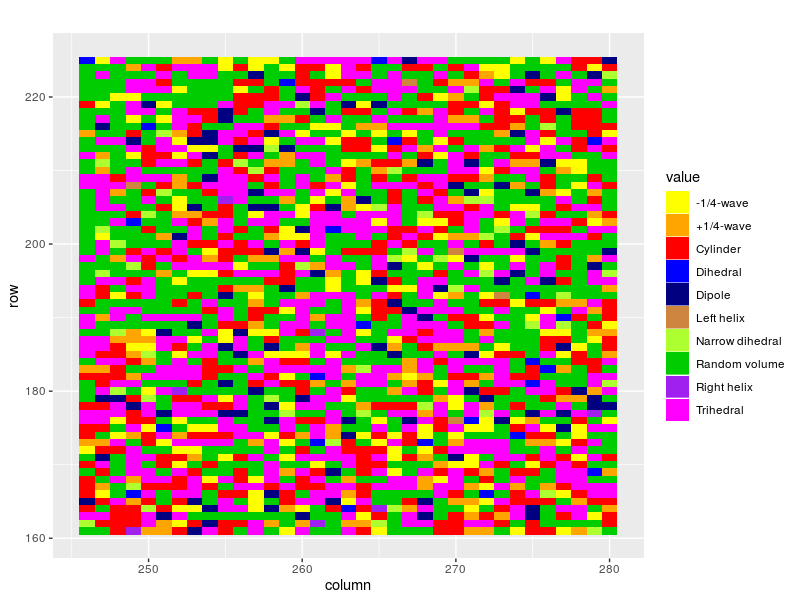 220
200
180
160
row
250
260
270
280
column
value
-1/4-wave
+1/4-wave
Cylinder
Dihedral
Dipole
Left helix
Narrow dihedral
Random volume
Right helix
Trihedral